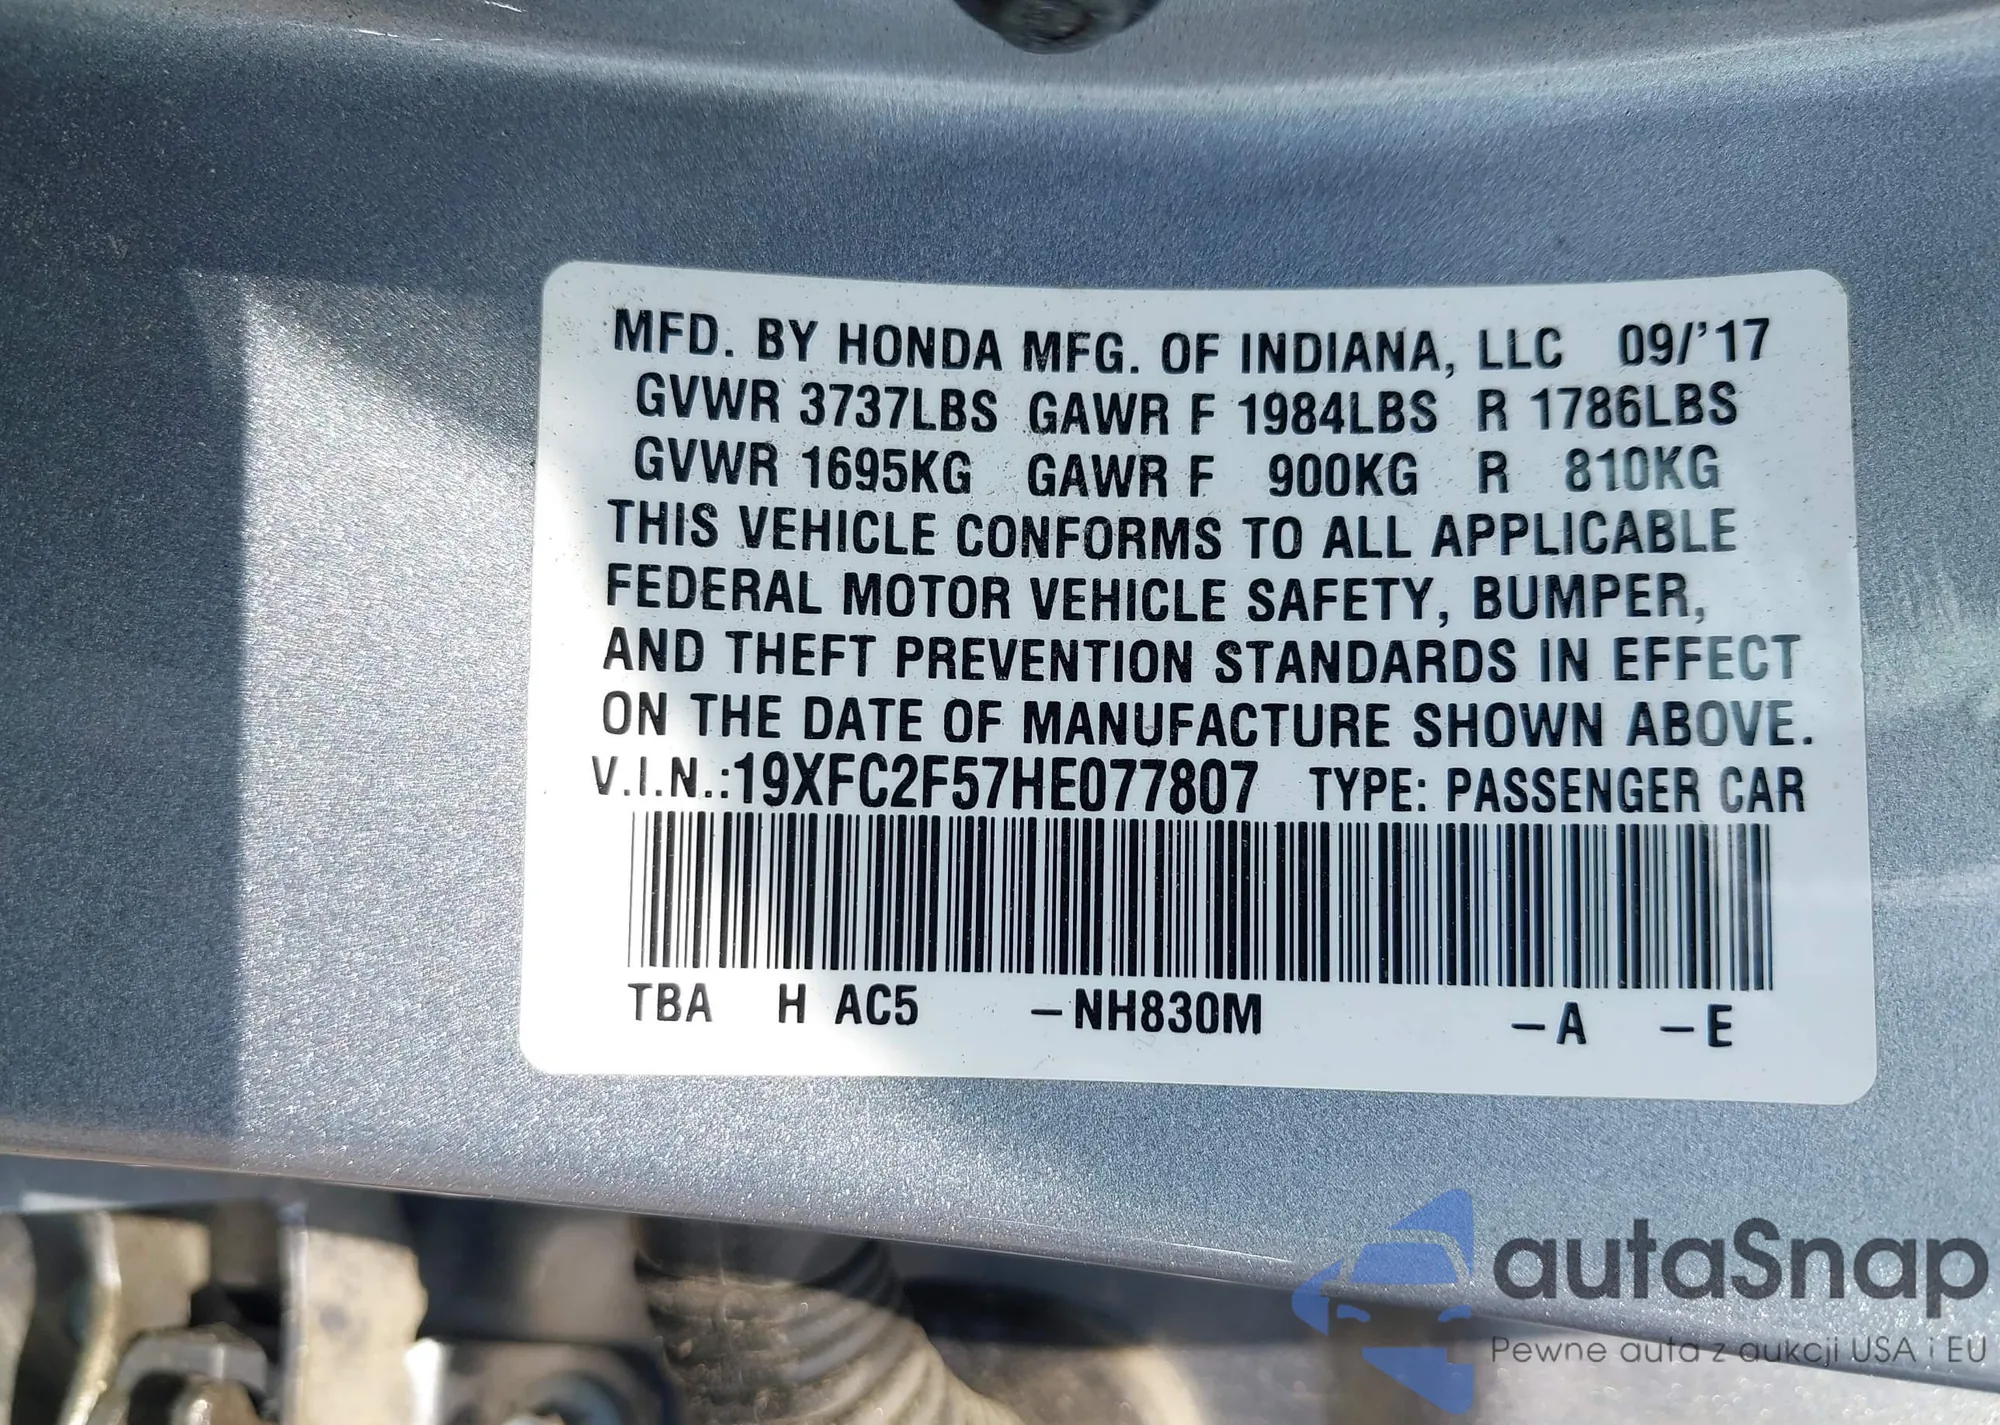 MFD. BY HONDA MFG. OF INDIANA, LLC 09/'17
GVWR 3737LBS GAWR F 1984LBS R 1786LBS
GVWR 1695KG GAWR F 900KG R 810KG
THIS VEHICLE CONFORMS TO ALL APPLICABLE
FEDERAL MOTOR VEHICLE SAFETY, BUMPER,
AND THEFT PREVENTION STANDARDS IN EFFECT
ON THE DATE OF MANUFACTURE SHOWN ABOVE.
V.I.N.:19XFC2F57HE077807 TYPE: PASSENGER CAR
TBA H AC5 –NH830M –A –E
autaSnap
Pewne auta z aukcji USA i EU